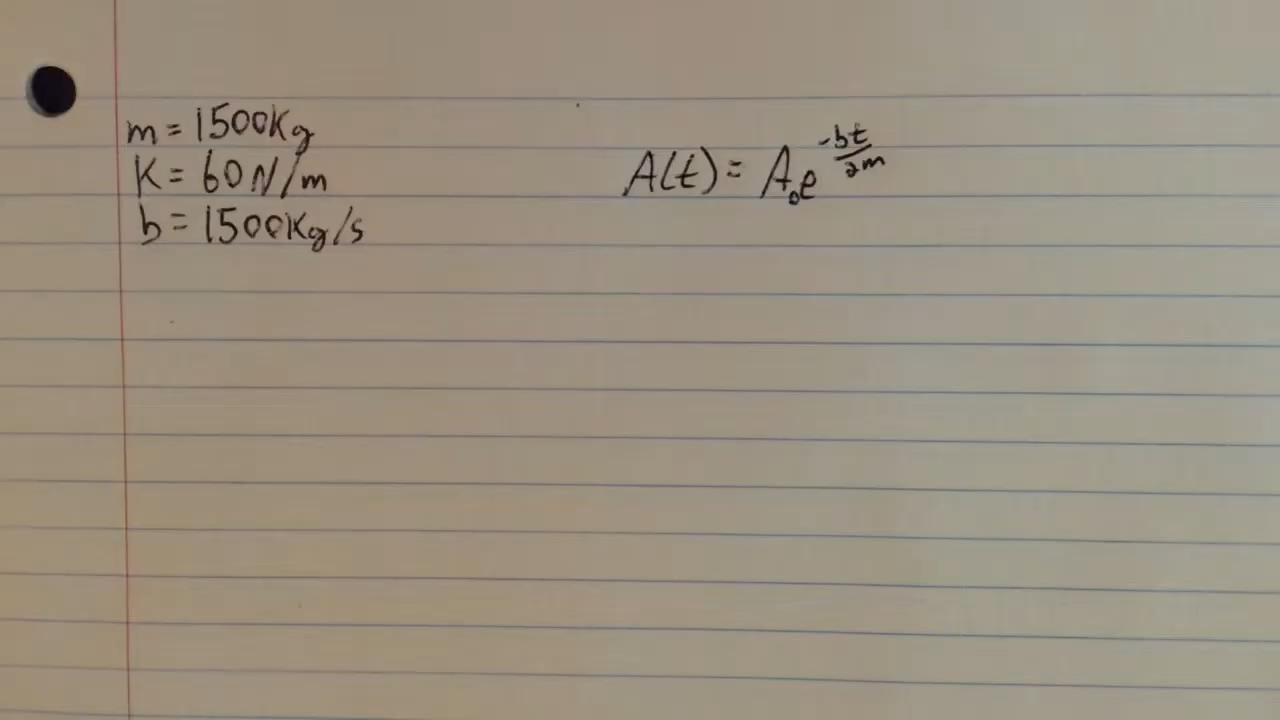 m = 1500Kg
K = 60N/m
b = 1500Kg/s
A(t) = A₀e^(-bt/2m)